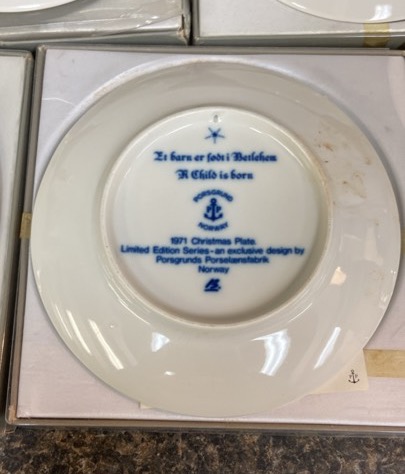 Et barn er født i Betlehem
A Child is born
PORSGRUND
NORWAY
1971 Christmas Plate.
Limited Edition Series-an exclusive design by
Porsgrunds Porselænsfabrik
Norway